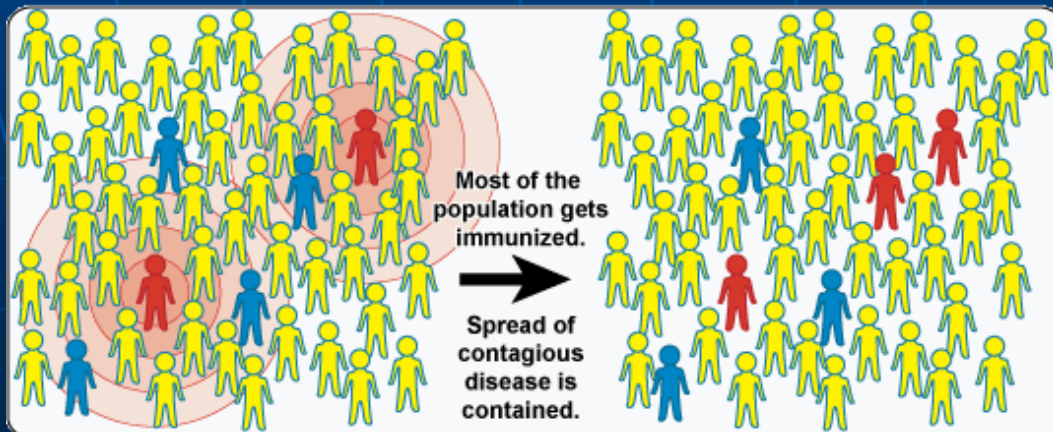 Most of the
population gets
immunized.
Spread of
contagious
disease is
contained.